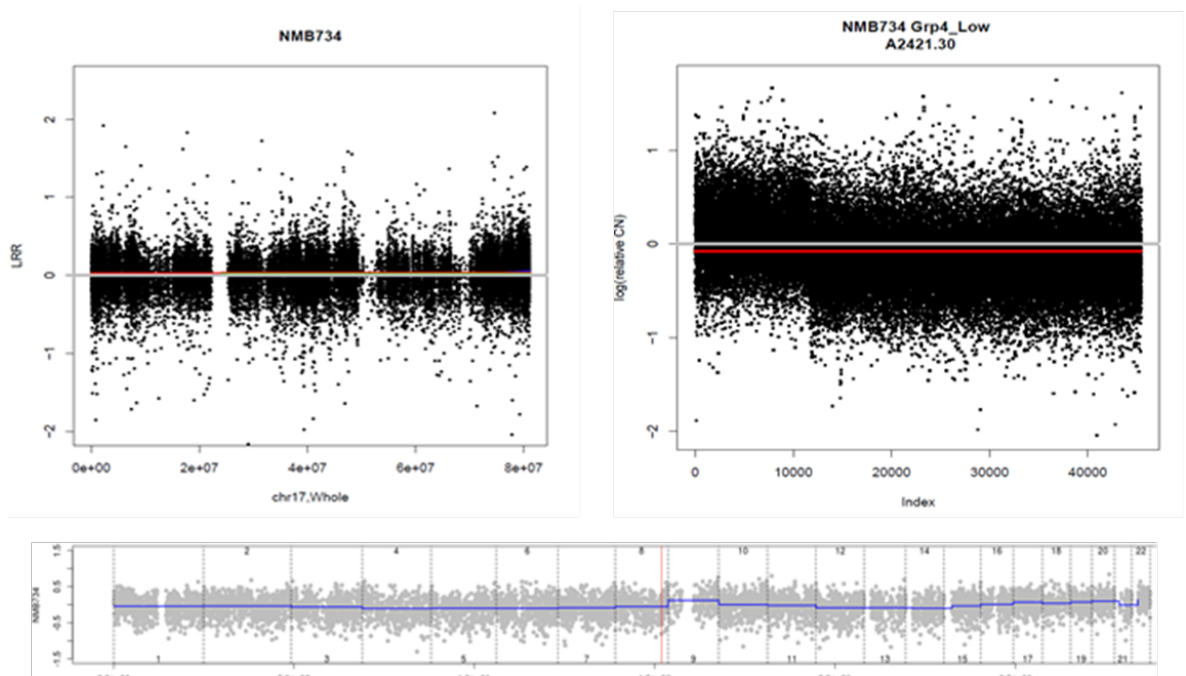 NMB734
LRR
2
1
0
-1
-2
0e+00 2e+07 4e+07 6e+07 8e+07
chr17,Whole
NMB734 Grp4_Low
A2421.30
log(relative CN)
1
0
-1
-2
0 10000 20000 30000 40000
Index
NMB734
1.5
0.5
-0.5
-1.5
2 4 6 8 10 12 14 16 18 20 22
1 3 5 7 9 11 13 15 17 19 21